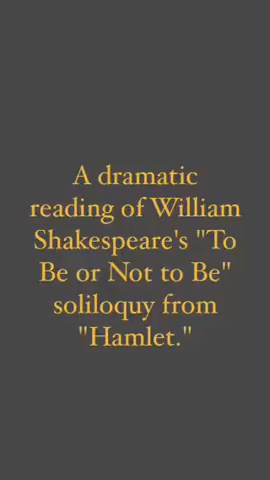 A dramatic
reading of William
Shakespeare's "To
Be or Not to Be"
soliloquy from
"Hamlet."